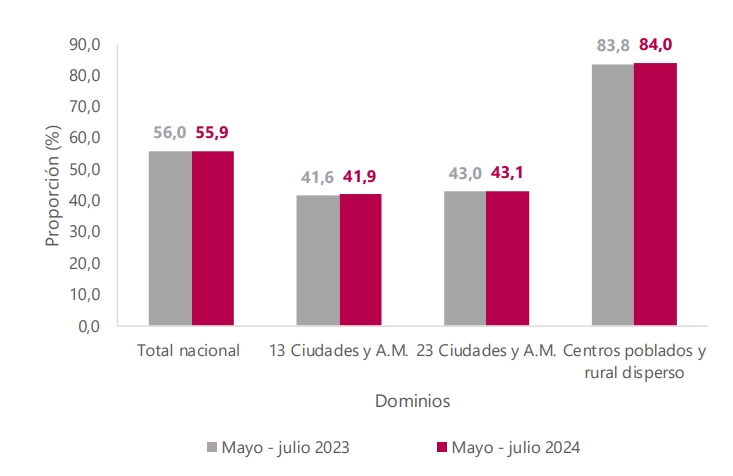 90,0
80,0
70,0
60,0
50,0
40,0
30,0
20,0
10,0
0,0
Proporción (%)
56,0 55,9
41,6 41,9
43,0 43,1
83,8 84,0
Total nacional
13 Ciudades y A.M.
23 Ciudades y A.M.
Centros poblados y
rural disperso
Dominios
Mayo - julio 2023
Mayo - julio 2024